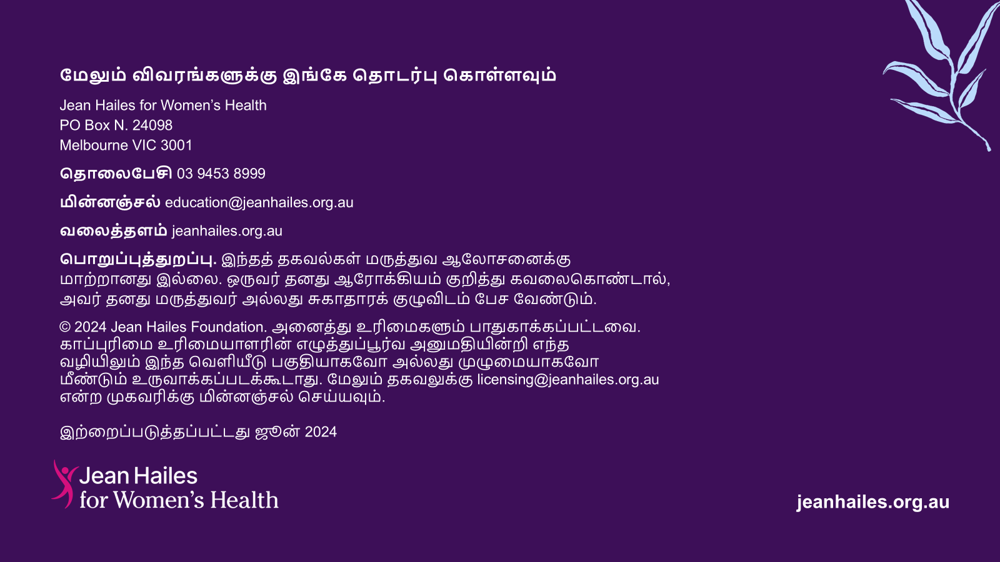 மேலும் விவரங்களுக்கு இங்கே தொடர்பு கொள்ளவும்
Jean Hailes for Women’s Health
PO Box N. 24098
Melbourne VIC 3001
தொலைபேசி 03 9453 8999
மின்னஞ்சல் education@jeanhailes.org.au
வலைத்தளம் jeanhailes.org.au
பொறுப்புத்துறப்பு. இந்தத் தகவல்கள் மருத்துவ ஆலோசனைக்கு
மாற்றானது இல்லை. ஒருவர் தனது ஆரோக்கியம் குறித்து கவலைகொண்டால்,
அவர் தனது மருத்துவர் அல்லது சுகாதாரக் குழுவிடம் பேச வேண்டும்.
© 2024 Jean Hailes Foundation. அனைத்து உரிமைகளும் பாதுகாக்கப்பட்டவை.
காப்புரிமை உரிமையாளரின் எழுத்துப்பூர்வ அனுமதியின்றி எந்த
வழியிலும் இந்த வெளியீடு பகுதியாகவோ அல்லது முழுமையாகவோ
மீண்டும் உருவாக்கப்படக்கூடாது. மேலும் தகவலுக்கு licensing@jeanhailes.org.au
என்ற முகவரிக்கு மின்னஞ்சல் செய்யவும்.
இற்றைப்படுத்தப்பட்டது ஜூன் 2024
Jean Hailes
for Women’s Health
jeanhailes.org.au